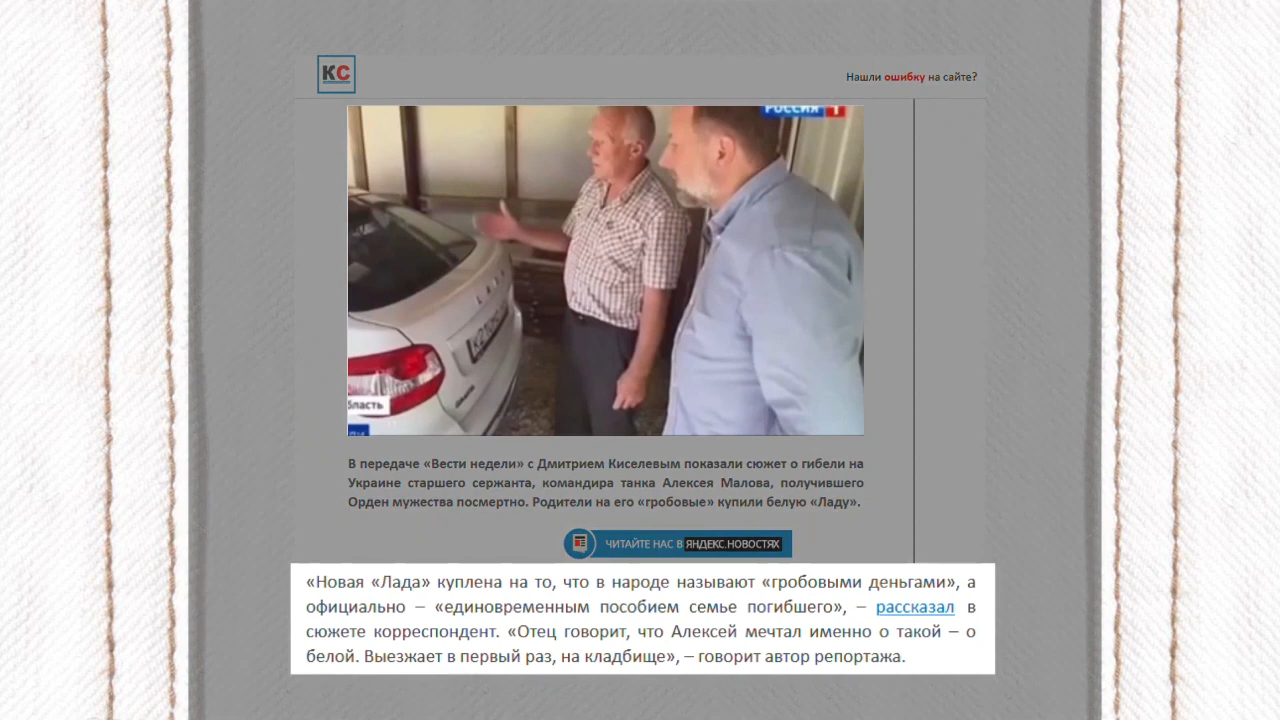 КС
Нашли ошибку на сайте?
РОССИЯ 1
LADA
бласть
В передаче «Вести недели» с Дмитрием Киселевым показали сюжет о гибели на
Украине старшего сержанта, командира танка Алексея Малова, получившего
Орден мужества посмертно. Родители на его «гробовые» купили белую «Ладу».
ЧИТАЙТЕ НАС В ЯНДЕКС.НОВОСТЯХ
«Новая «Лада» куплена на то, что в народе называют «гробовыми деньгами», а
официально – «единовременным пособием семье погибшего», – рассказал в
сюжете корреспондент. «Отец говорит, что Алексей мечтал именно о такой – о
белой. Выезжает в первый раз, на кладбище», – говорит автор репортажа.